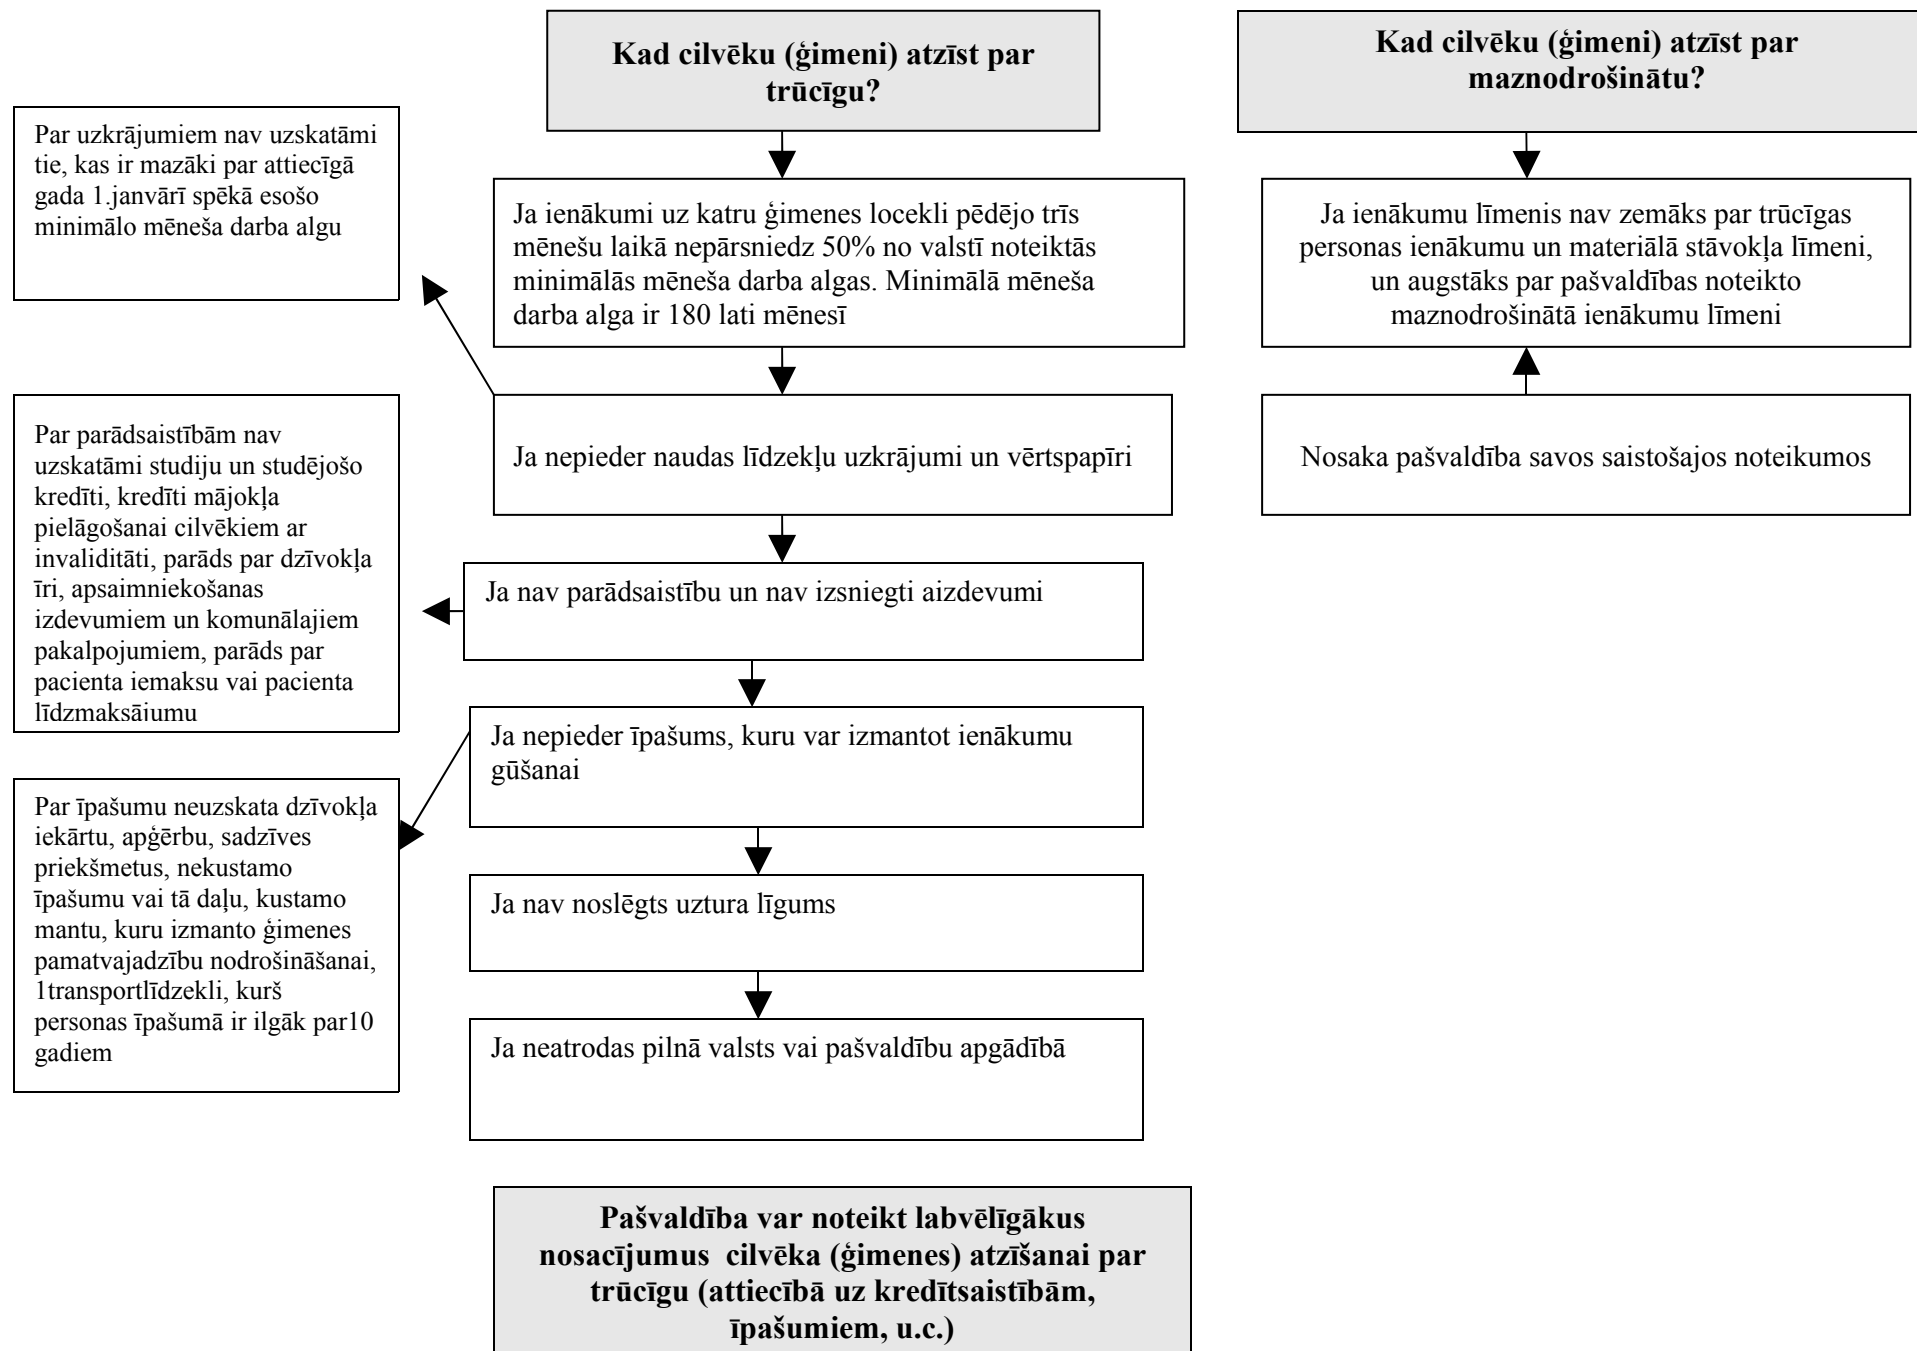 Kad cilvēku (ģimeni) atzīst par
trūcīgu?
Kad cilvēku (ģimeni) atzīst par
maznodrošinātu?
Par uzkrājumiem nav uzskatāmi
tie, kas ir mazāki par attiecīgā
gada 1.janvārī spēkā esošo
minimālo mēneša darba algu
Ja ienākumi uz katru ģimenes locekli pēdējo trīs
mēnešu laikā nepārsniedz 50% no valstī noteiktās
minimālās mēneša darba algas. Minimālā mēneša
darba alga ir 180 lati mēnesī
Ja ienākumu līmenis nav zemāks par trūcīgas
personas ienākumu un materiālā stāvokļa līmeni,
un augstāks par pašvaldības noteikto
maznodrošinātā ienākumu līmeni
Par parādsaistībām nav
uzskatāmi studiju un studējošo
kredīti, kredīti mājokļa
pielāgošanai cilvēkiem ar
invaliditāti, parāds par dzīvokļa
īri, apsaimniekošanas
izdevumiem un komunālajiem
pakalpojumiem, parāds par
pacienta iemaksu vai pacienta
līdzmaksājumu
Ja nepieder naudas līdzekļu uzkrājumi un vērtspapīri
Nosaka pašvaldība savos saistošajos noteikumos
Ja nav parādsaistību un nav izsniegti aizdevumi
Ja nepieder īpašums, kuru var izmantot ienākumu
gūšanai
Par īpašumu neuzskata dzīvokļa
iekārtu, apģērbu, sadzīves
priekšmetus, nekustamo
īpašumu vai tā daļu, kustamo
mantu, kuru izmanto ģimenes
pamatvajadzību nodrošināšanai,
1transportlīdzekli, kurš
personas īpašumā ir ilgāk par10
gadiem
Ja nav noslēgts uztura līgums
Ja neatrodas pilnā valsts vai pašvaldību apgādībā
Pašvaldība var noteikt labvēlīgākus
nosacījumus  cilvēka (ģimenes) atzīšanai par
trūcīgu (attiecībā uz kredītsaistībām,
īpašumiem, u.c.)